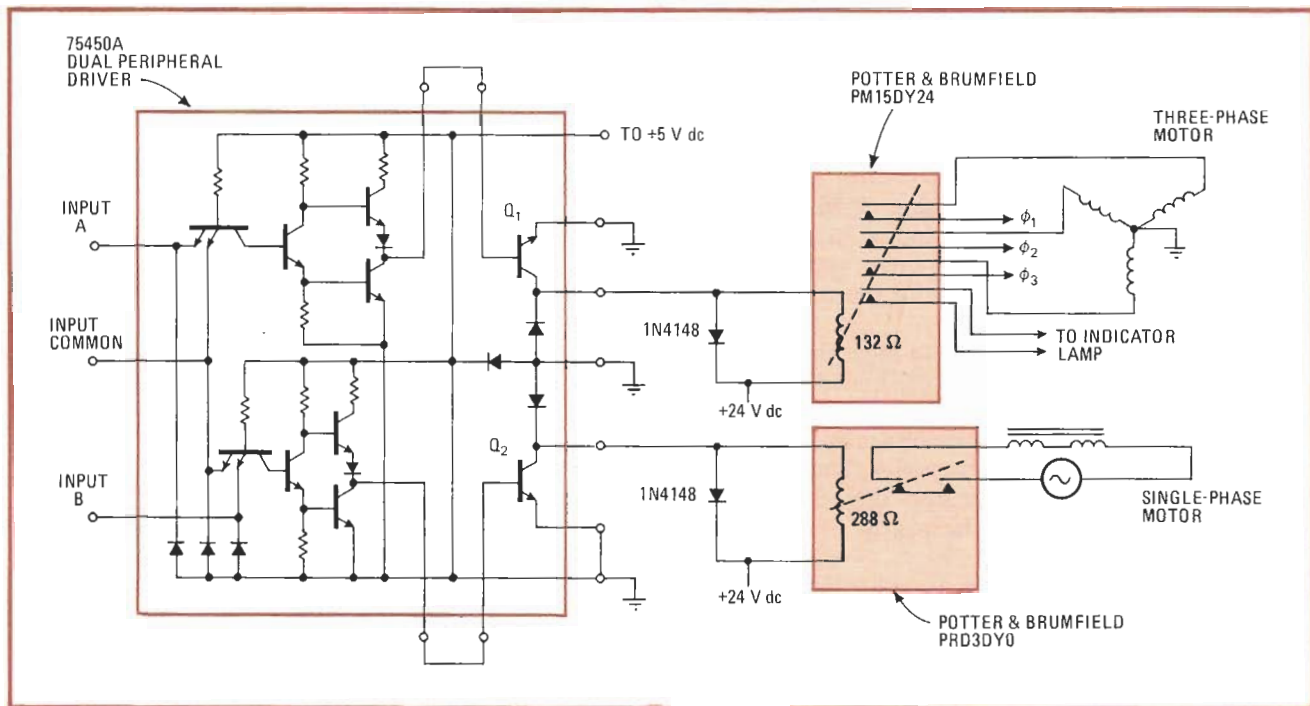 75450A
DUAL PERIPHERAL
DRIVER
INPUT
A
INPUT
COMMON
INPUT
B
TO +5 V dc
Q1
Q2
1N4148
+24 V dc
1N4148
+24 V dc
POTTER & BRUMFIELD
PM15DY24
132 Ω
ϕ1
ϕ2
ϕ3
TO INDICATOR
LAMP
THREE-PHASE
MOTOR
288 Ω
SINGLE-PHASE
MOTOR
POTTER & BRUMFIELD
PRD3DY0